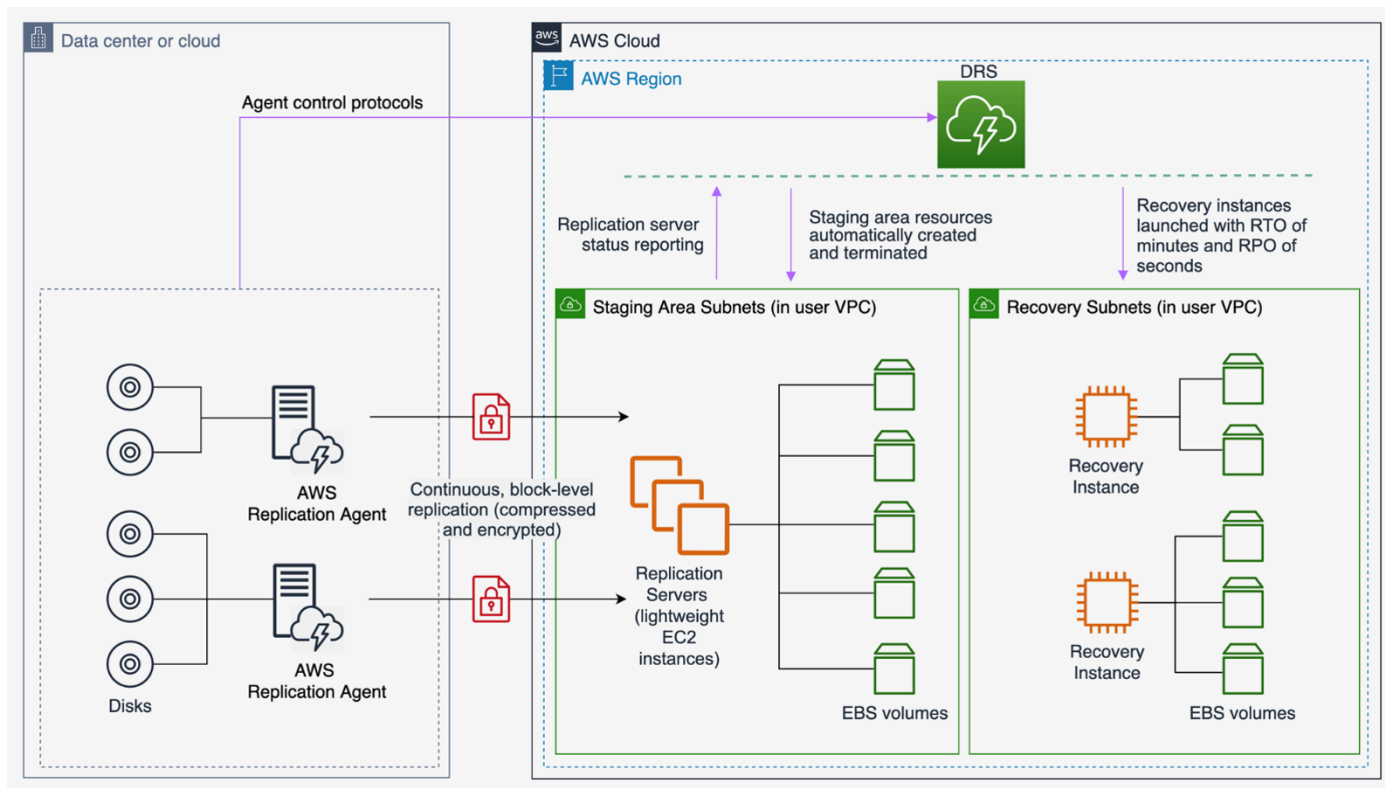 Data center or cloud
aws
AWS Cloud
AWS Region
DRS
Agent control protocols
Replication server
status reporting
Staging area resources
automatically created
and terminated
Recovery instances
launched with RTO of
minutes and RPO of
seconds
Staging Area Subnets (in user VPC)
Recovery Subnets (in user VPC)
AWS
Replication Agent
Continuous, block-level
replication (compressed
and encrypted)
AWS
Replication Agent
Disks
Replication
Servers
(lightweight
EC2
instances)
EBS volumes
Recovery
Instance
Recovery
Instance
EBS volumes